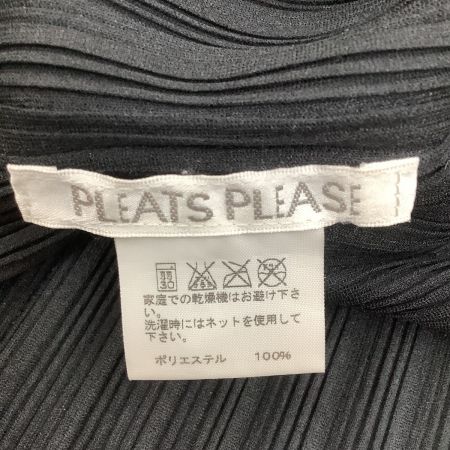 PLEATS PLEASE
弱
30
家庭での乾燥機はお避け下さ
い。
洗濯時にはネットを使用して
下さい。
ポリエステル 100%